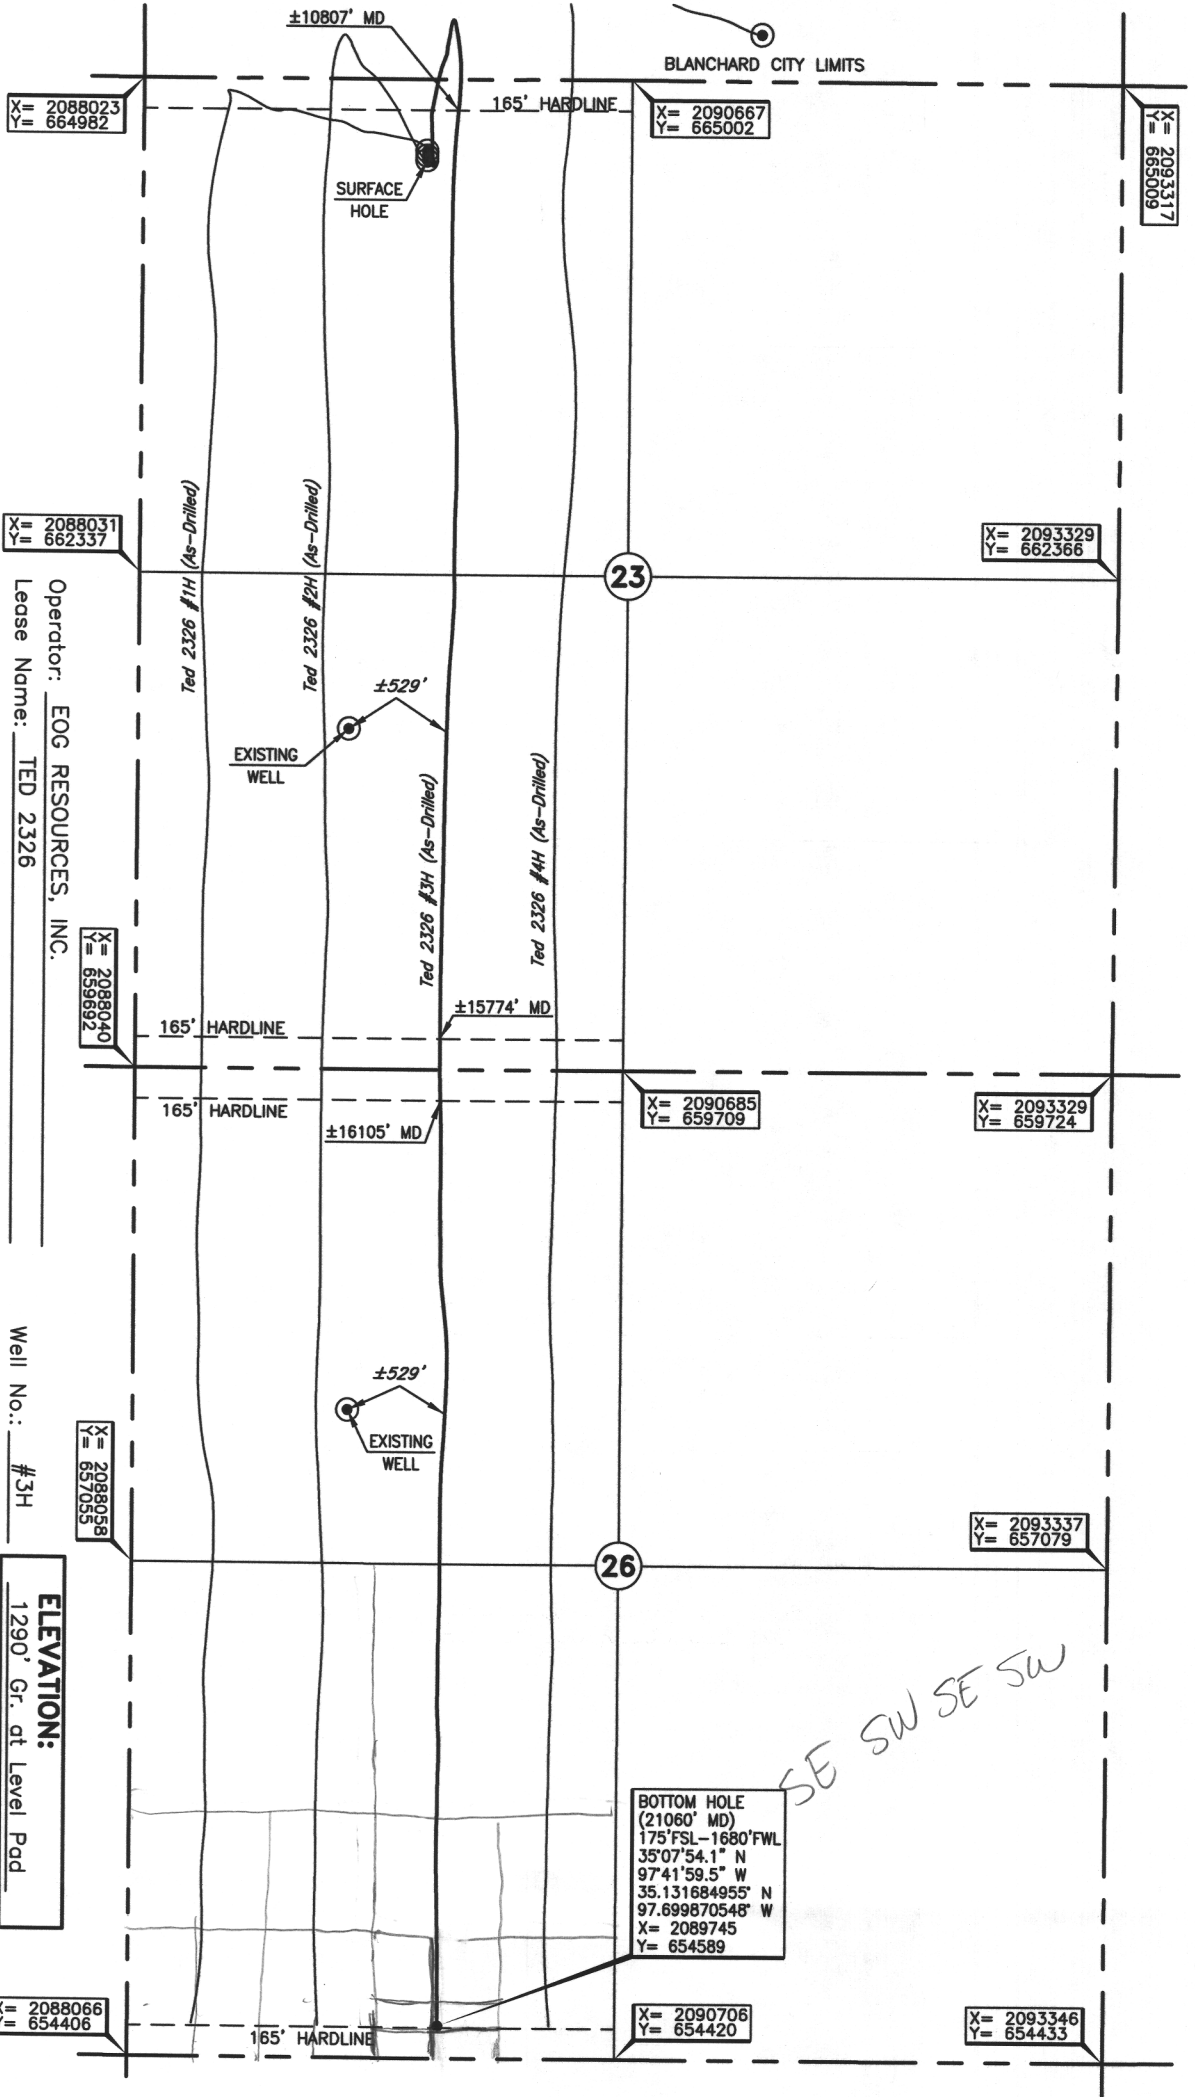 ±10807' MD
BLANCHARD CITY LIMITS
X= 2088023
Y= 664982
165' HARDLINE
X= 2090667
Y= 665002
X= 2093317
Y= 665009
SURFACE
HOLE
Ted 2326 #1H (As-Drilled)
Ted 2326 #2H (As-Drilled)
X= 2088031
Y= 662337
23
X= 2093329
Y= 662366
±529'
EXISTING
WELL
Ted 2326 #3H (As-Drilled)
Ted 2326 #4H (As-Drilled)
Operator: EOG RESOURCES, INC.
Lease Name: TED 2326
X= 2088040
Y= 659692
165' HARDLINE
±15774' MD
165' HARDLINE
±16105' MD
X= 2090685
Y= 659709
X= 2093329
Y= 659724
±529'
EXISTING
WELL
Well No.: #3H
X= 2088058
Y= 657055
26
X= 2093337
Y= 657079
ELEVATION:
1290' Gr. at Level Pad
SE SW SE SW
BOTTOM HOLE
(21060' MD)
175'FSL-1680'FWL
35°07'54.1" N
97°41'59.5" W
35.131684955° N
97.699870548° W
X= 2089745
Y= 654589
X= 2088066
Y= 654406
165' HARDLINE
X= 2090706
Y= 654420
X= 2093346
Y= 654433